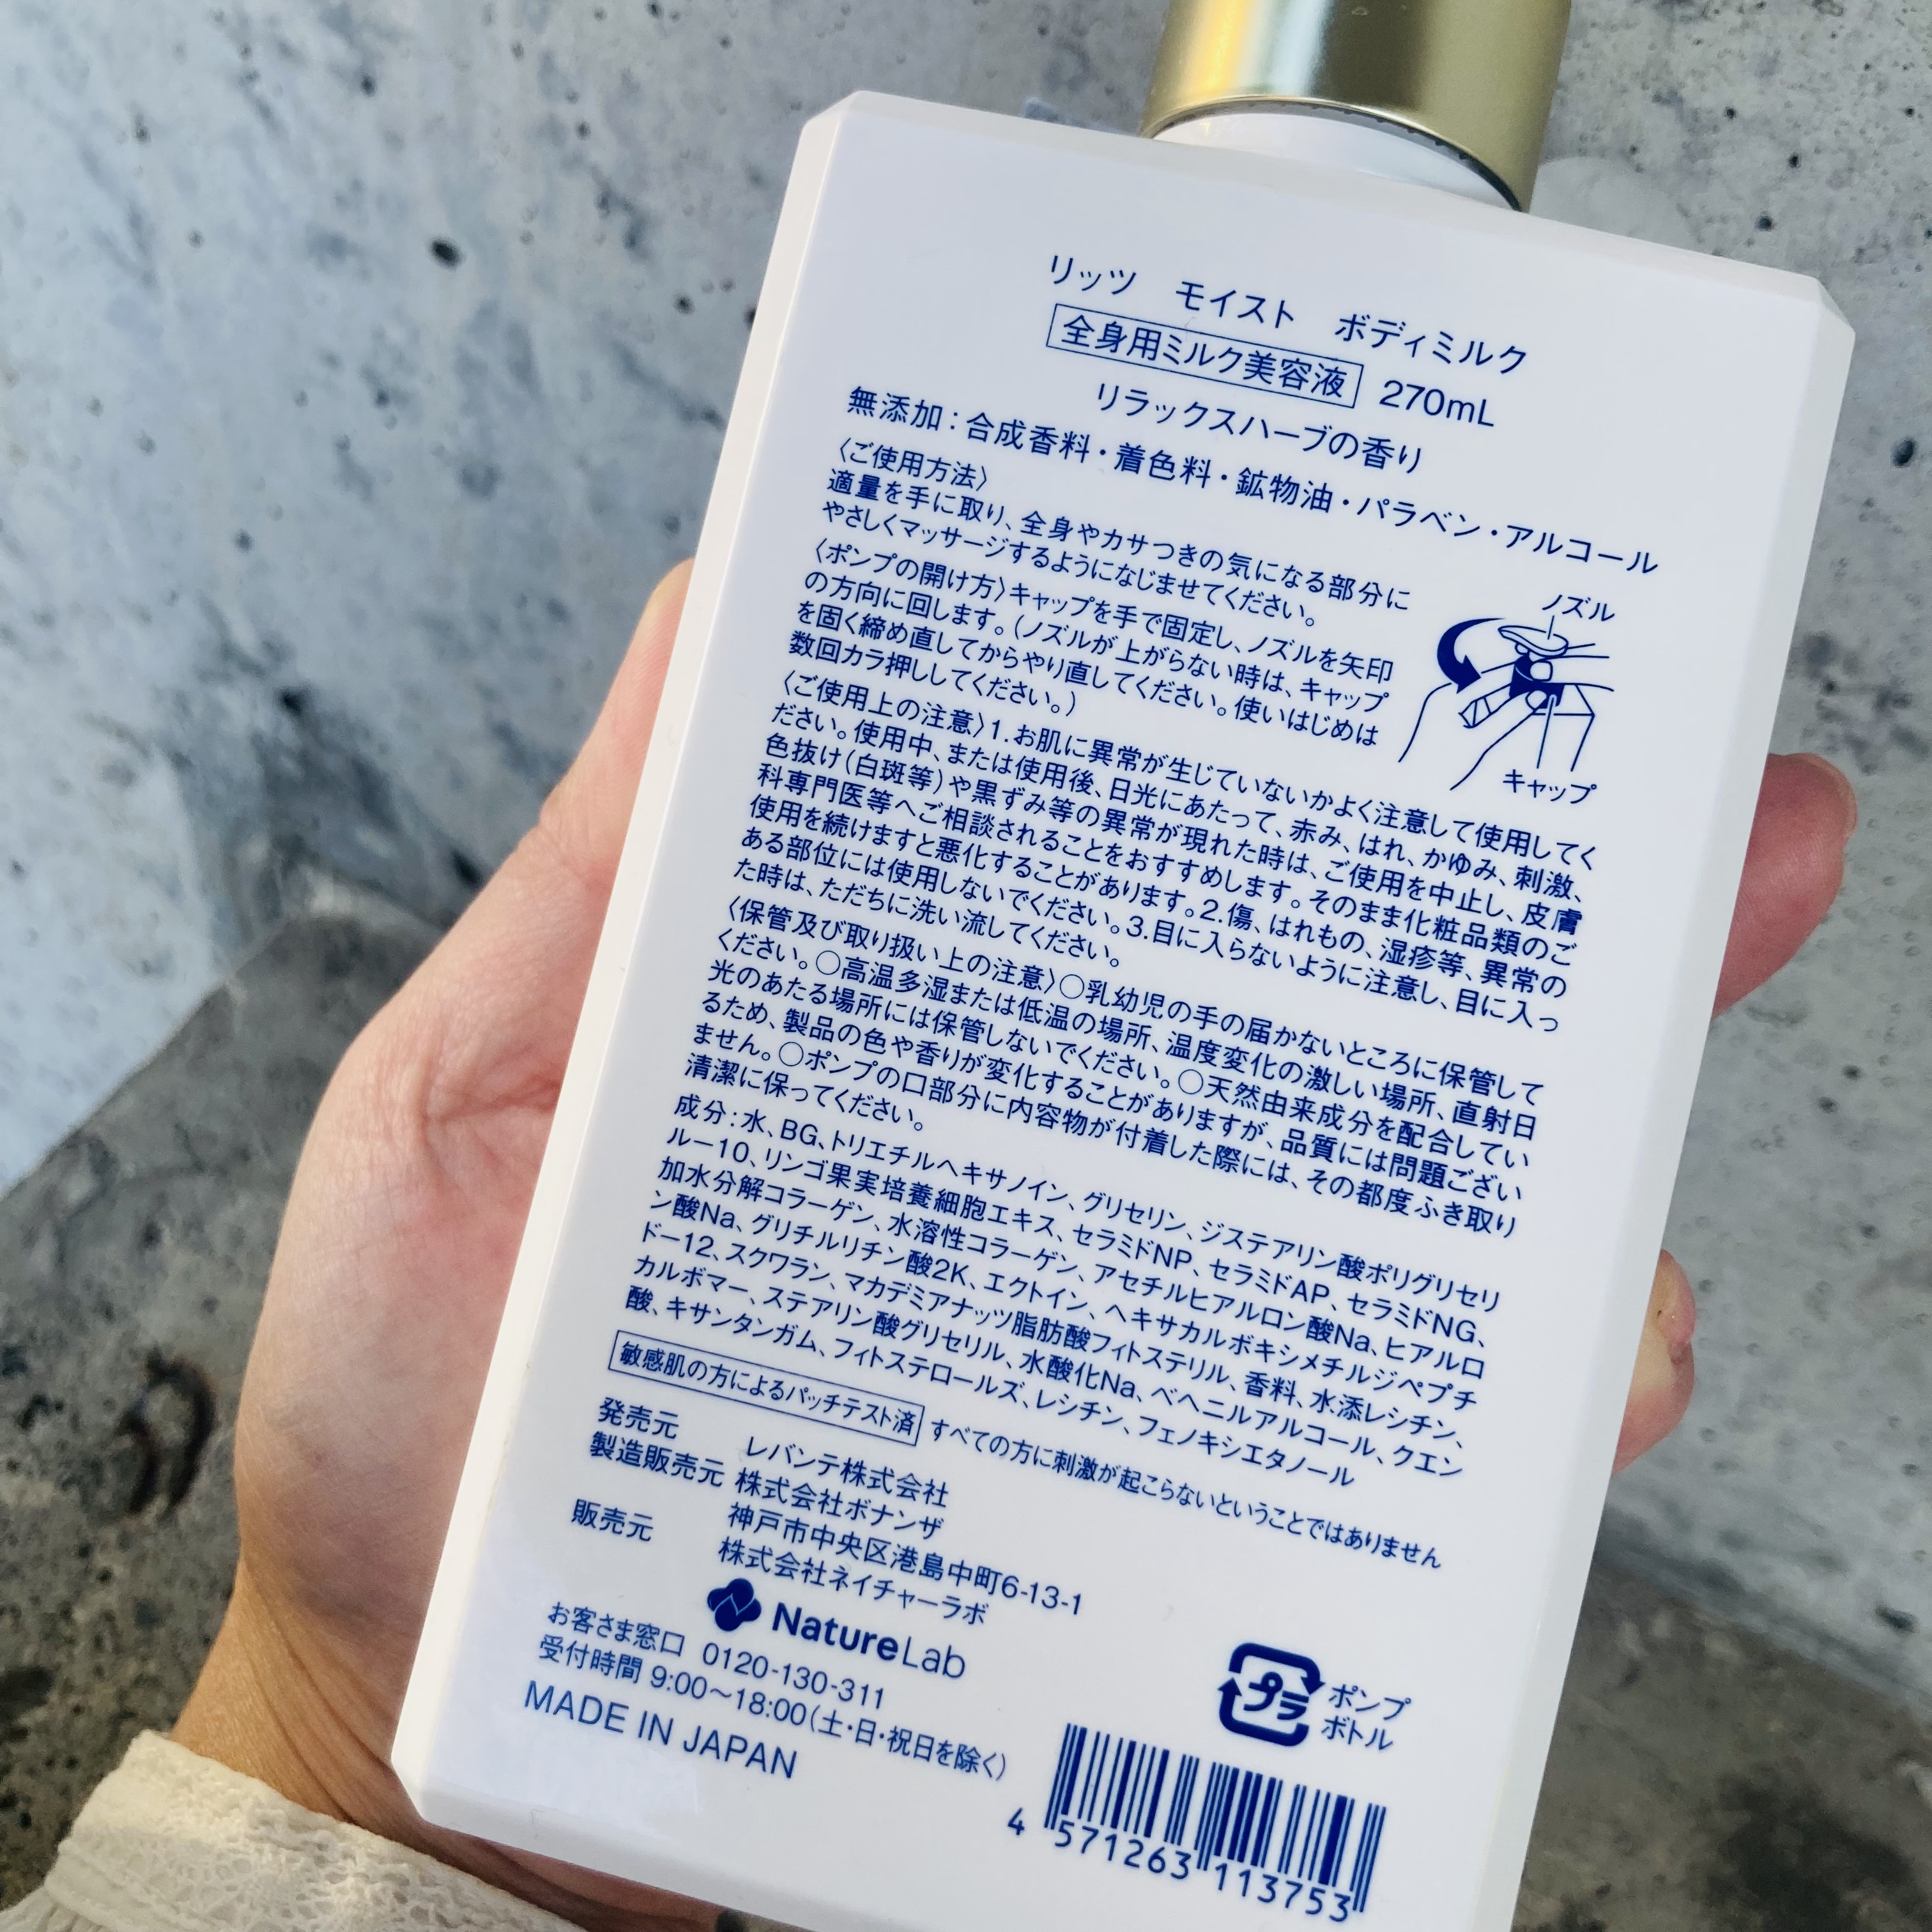 リッツ モイスト ボディミルク
全身用ミルク美容液 270mL
リラックスハーブの香り
無添加：合成香料・着色料・鉱物油・パラベン・アルコール
〈ご使用方法〉
適量を手に取り、全身やカサつきの気になる部分に
やさしくマッサージするようになじませてください。
〈ポンプの開け方〉キャップを手で固定し、ノズルを矢印
の方向に回します。（ノズルが上がらない時は、キャップ
を固く締め直してからやり直してください。使いはじめは
数回カラ押ししてください。）
ノズル
キャップ
〈ご使用上の注意〉1.お肌に異常が生じていないかよく注意して使用してく
ださい。使用中、または使用後、日光にあたって、赤み、はれ、かゆみ、刺激、
色抜け（白斑等）や黒ずみ等の異常が現れた時は、ご使用を中止し、皮膚
科専門医等へご相談されることをおすすめします。そのまま化粧品類のご
使用を続けますと悪化することがあります。2.傷、はれもの、湿疹等、異常の
ある部位には使用しないでください。3.目に入らないように注意し、目に入っ
た時は、ただちに洗い流してください。
〈保管及び取り扱い上の注意〉○乳幼児の手の届かないところに保管して
ください。○高温多湿または低温の場所、温度変化の激しい場所、直射日
光のあたる場所には保管しないでください。○天然由来成分を配合してい
るため、製品の色や香りが変化することがありますが、品質には問題ござい
ません。○ポンプの口部分に内容物が付着した際には、その都度ふき取り
清潔に保ってください。
成分：水、BG、トリエチルヘキサノイン、グリセリン、ジステアリン酸ポリグリセリ
ル－10、リンゴ果実培養細胞エキス、セラミドNP、セラミドAP、セラミドNG、
加水分解コラーゲン、水溶性コラーゲン、アセチルヒアルロン酸Na、ヒアルロ
ン酸Na、グリチルリチン酸2K、エクトイン、ヘキサカルボキシメチルジペプチ
ド－12、スクワラン、マカデミアナッツ脂肪酸フィトステリル、香料、水添レシチン、
カルボマー、ステアリン酸グリセリル、水酸化Na、ベヘニルアルコール、クエン
酸、キサンタンガム、フィトステロールズ、レシチン、フェノキシエタノール
敏感肌の方によるパッチテスト済 すべての方に刺激が起こらないということではありません
発売元 レバンテ株式会社
製造販売元 株式会社ボナンザ
神戸市中央区港島中町6-13-1
販売元 株式会社ネイチャーラボ
NatureLab
お客さま窓口 0120-130-311
受付時間 9:00〜18:00（土・日・祝日を除く）
MADE IN JAPAN
プラ
ポンプ
ボトル
4 571263 113753